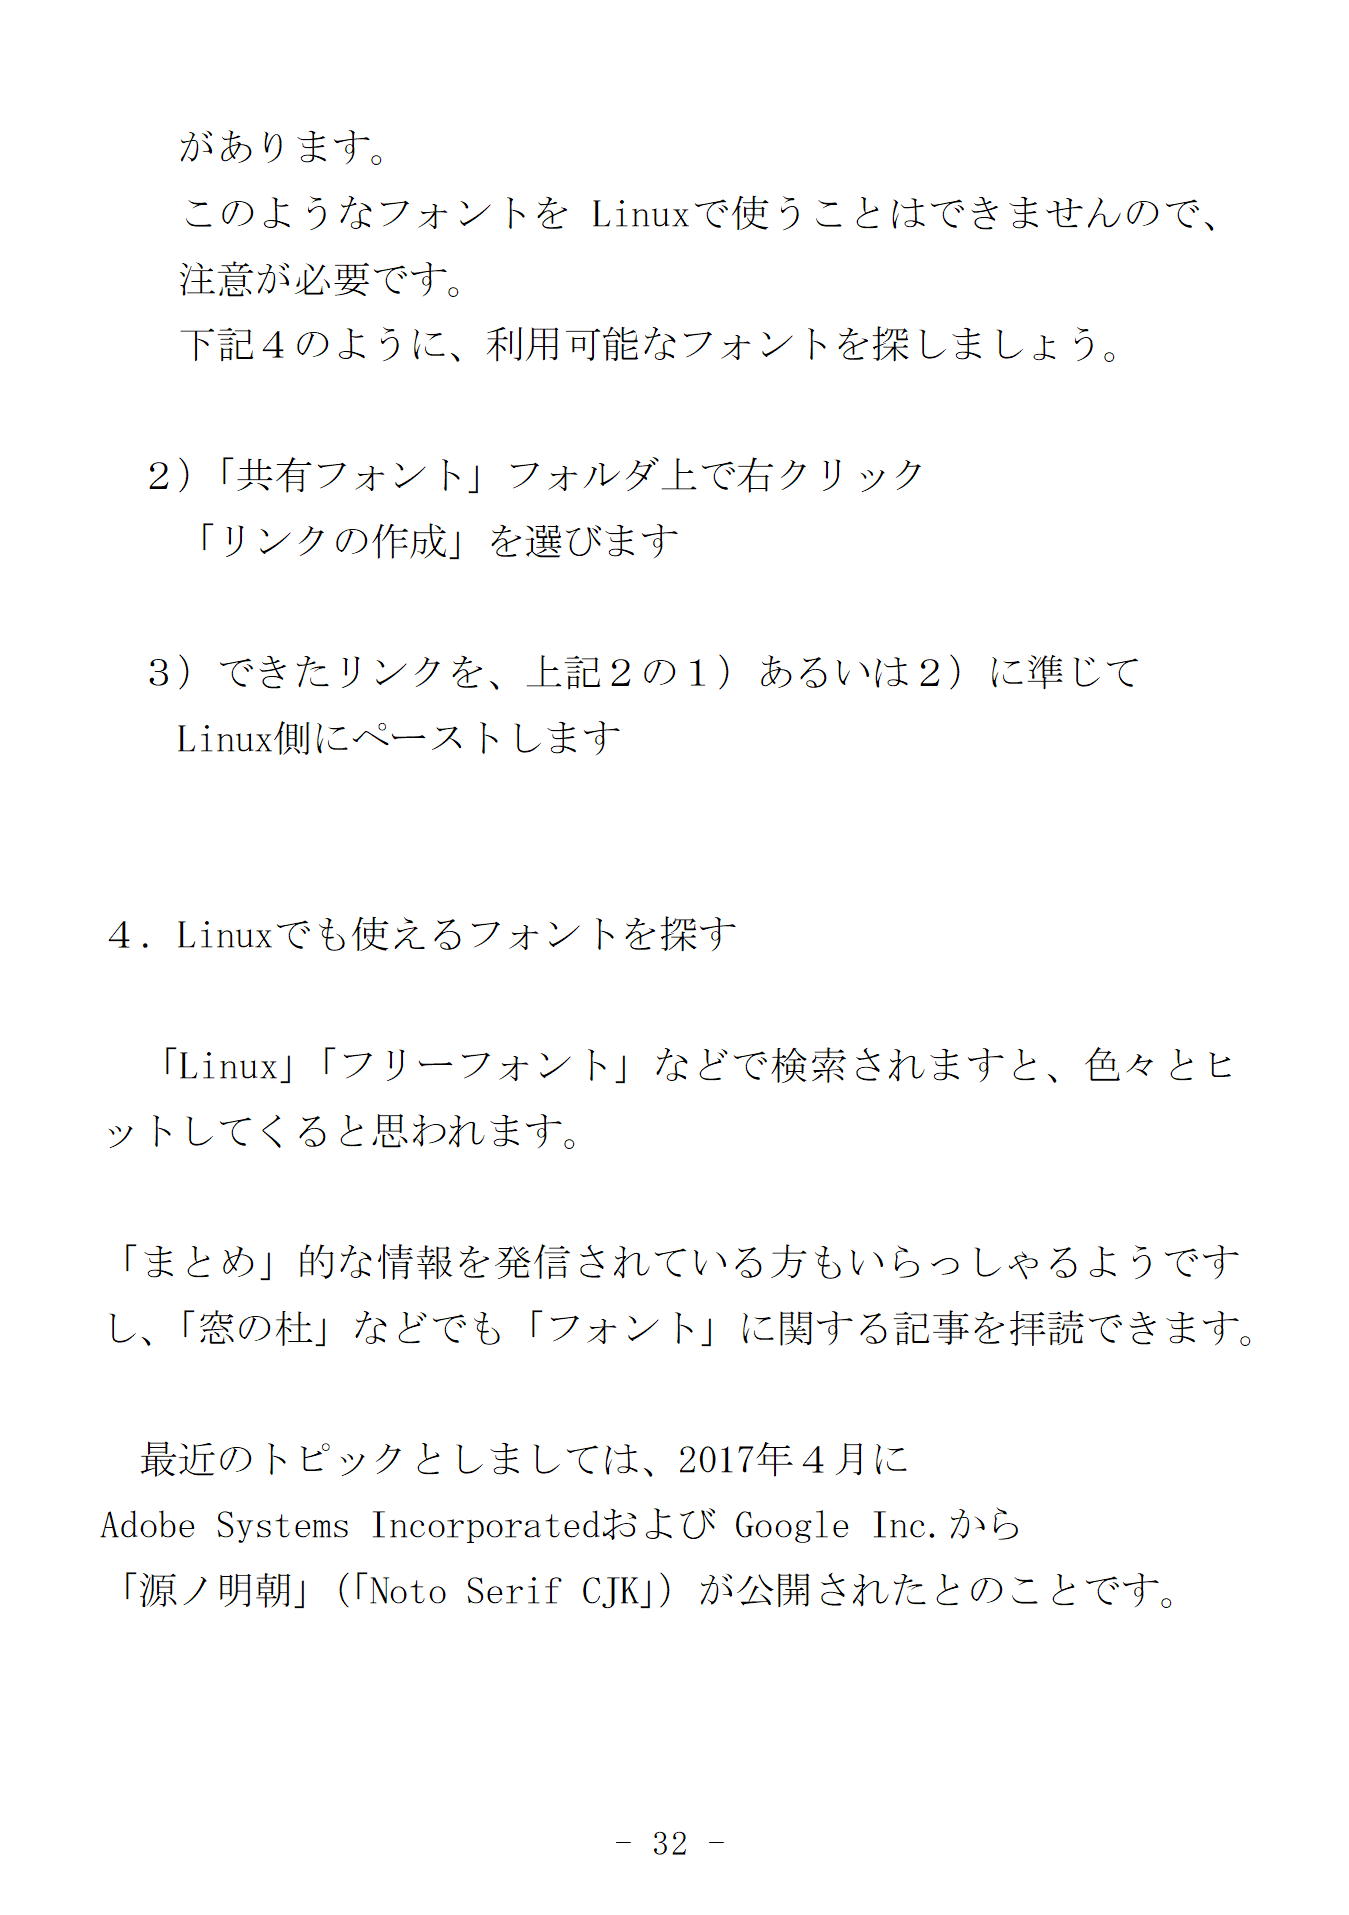 があります。
このようなフォントを Linuxで使うことはできませんので、
注意が必要です。
下記４のように、利用可能なフォントを探しましょう。
２）「共有フォント」フォルダ上で右クリック
「リンクの作成」を選びます
３）できたリンクを、上記２の１）あるいは２）に準じて
Linux側にペーストします
４．Linuxでも使えるフォントを探す
「Linux」「フリーフォント」などで検索されますと、色々とヒ
ットしてくると思われます。
「まとめ」的な情報を発信されている方もいらっしゃるようです
し、「窓の杜」などでも「フォント」に関する記事を拝読できます。
最近のトピックとしましては、2017年４月に
Adobe Systems Incorporatedおよび Google Inc.から
「源ノ明朝」（「Noto Serif CJK」）が公開されたとのことです。
- 32 -